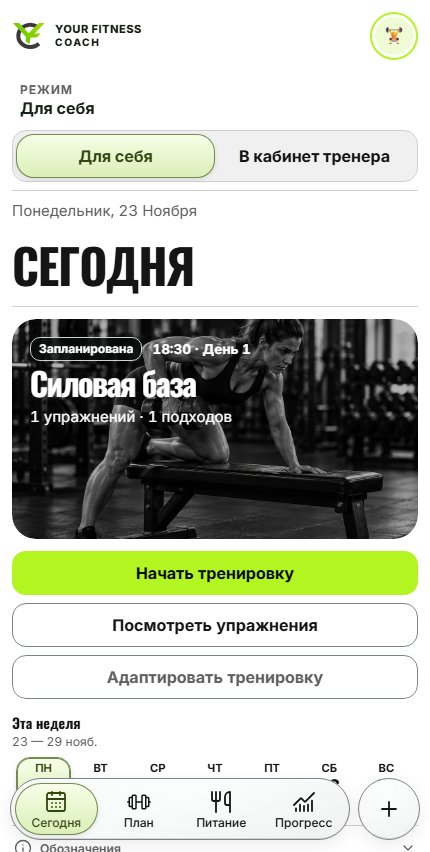 YOUR FITNESS
COACH
РЕЖИМ
Для себя
Для себя
В кабинет тренера
Понедельник, 23 Ноября
СЕГОДНЯ
Запланирована 18:30 · День 1
Силовая база
1 упражнений · 1 подходов
Начать тренировку
Посмотреть упражнения
Адаптировать тренировку
Эта неделя
23 — 29 нояб.
ПН ВТ СР ЧТ ПТ СБ ВС
Сегодня План Питание Прогресс
Обозначения